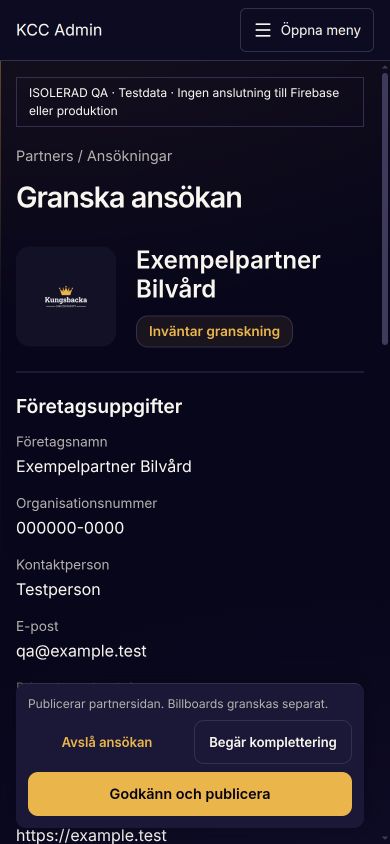 KCC Admin
Öppna meny
ISOLERAD QA · Testdata · Ingen anslutning till Firebase
eller produktion
Partners / Ansökningar
Granska ansökan
Kungsbacka
Exempelpartner
Bilvård
Inväntar granskning
Företagsuppgifter
Företagsnamn
Exempelpartner Bilvård
Organisationsnummer
000000-0000
Kontaktperson
Testperson
E-post
qa@example.test
Publicerar partnersidan. Billboards granskas separat.
Avslå ansökan
Begär komplettering
Godkänn och publicera
https://example.test